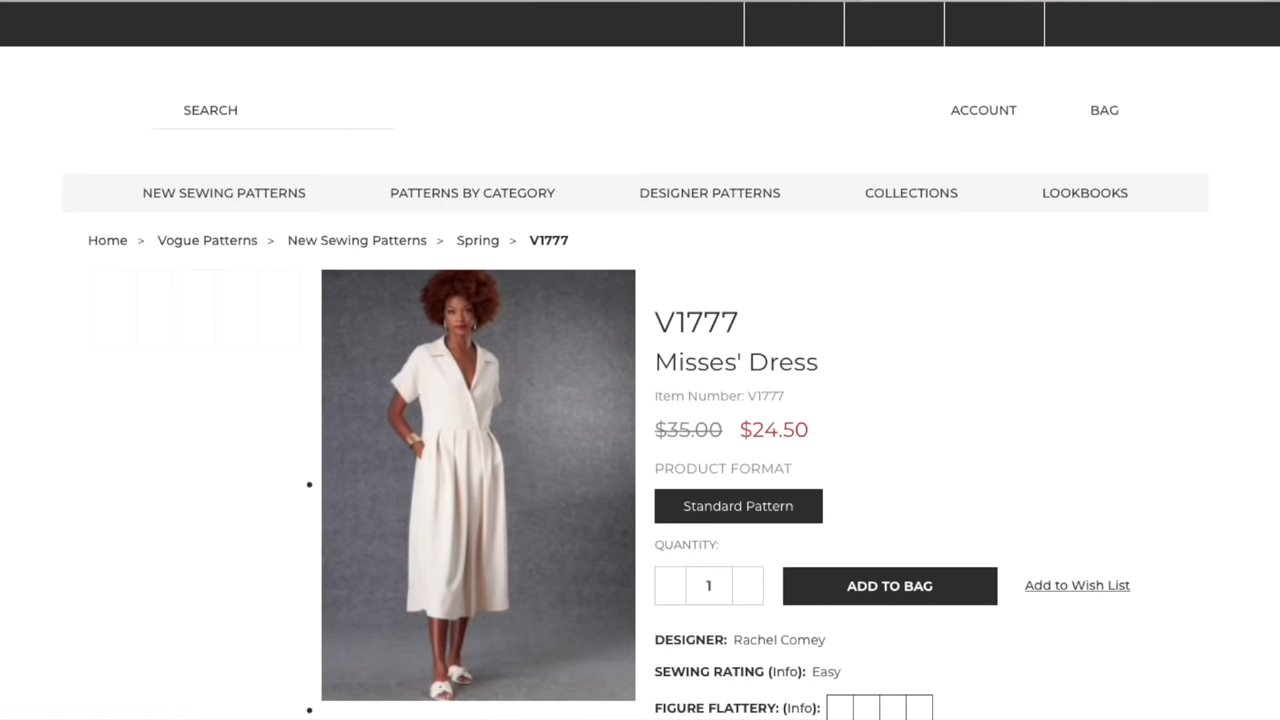 SEARCH
ACCOUNT
BAG
NEW SEWING PATTERNS
PATTERNS BY CATEGORY
DESIGNER PATTERNS
COLLECTIONS
LOOKBOOKS
Home > Vogue Patterns > New Sewing Patterns > Spring > V1777
V1777
Misses' Dress
Item Number: V1777
$35.00 $24.50
PRODUCT FORMAT
Standard Pattern
QUANTITY:
1
ADD TO BAG
Add to Wish List
DESIGNER: Rachel Comey
SEWING RATING (Info): Easy
FIGURE FLATTERY: (Info):